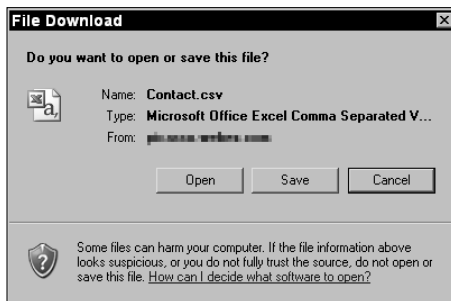 File Download
Do you want to open or save this file?
Name: Contact.csv
Type: Microsoft Office Excel Comma Separated V...
From:
Open Save Cancel
Some files can harm your computer. If the file information above
looks suspicious, or you do not fully trust the source, do not open or
save this file. How can I decide what software to open?